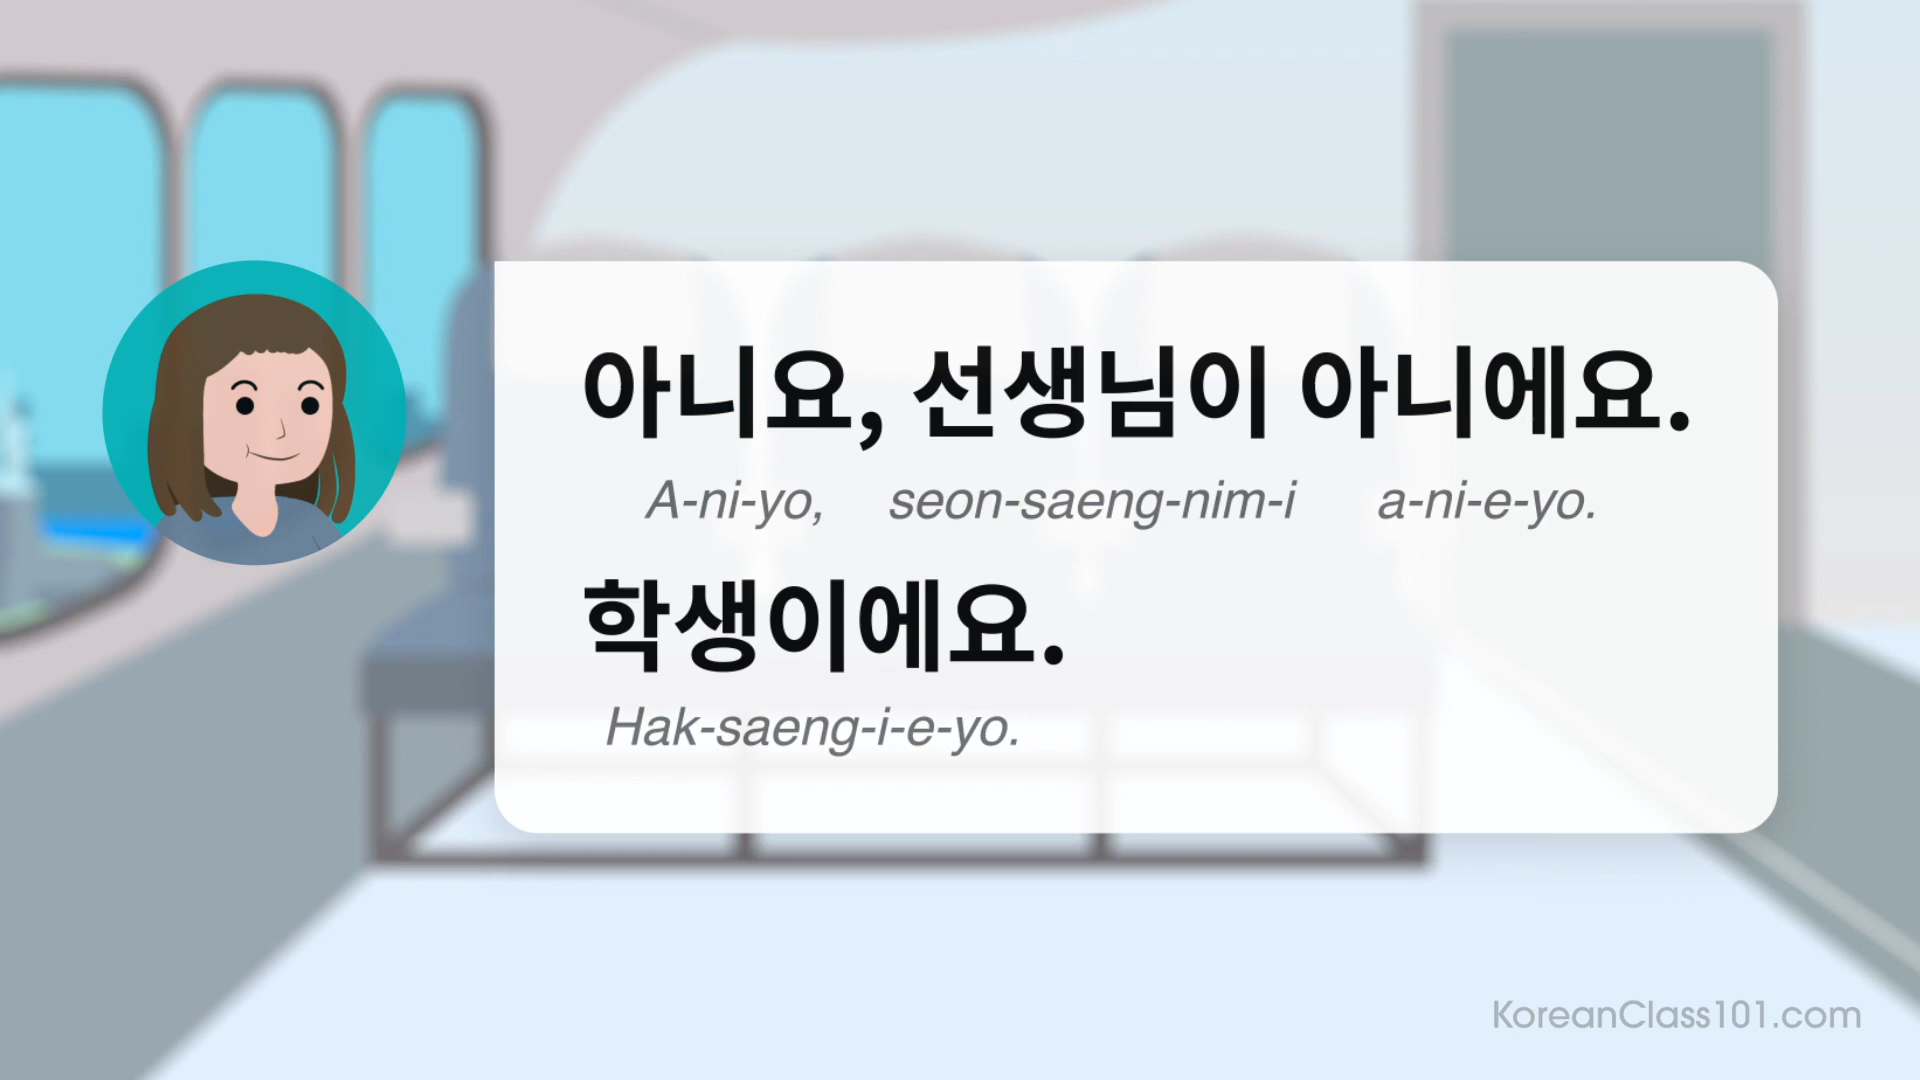 아니요, 선생님이 아니에요.
A-ni-yo, seon-saeng-nim-i a-ni-e-yo.
학생이에요.
Hak-saeng-i-e-yo.
KoreanClass101.com